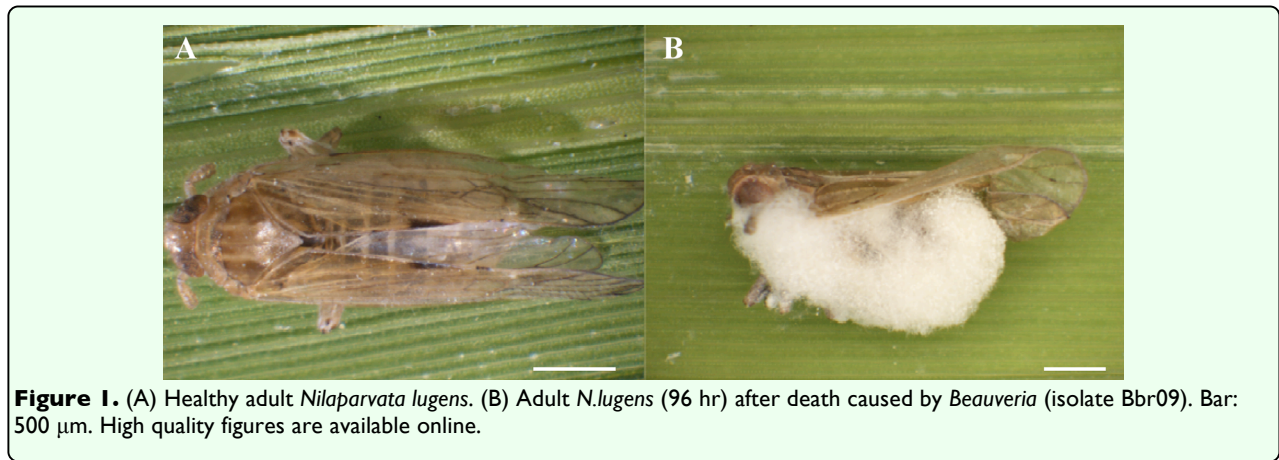 A B
Figure 1. (A) Healthy adult Nilaparvata lugens. (B) Adult N.lugens (96 hr) after death caused by Beauveria (isolate Bbr09). Bar:
500 μm. High quality figures are available online.